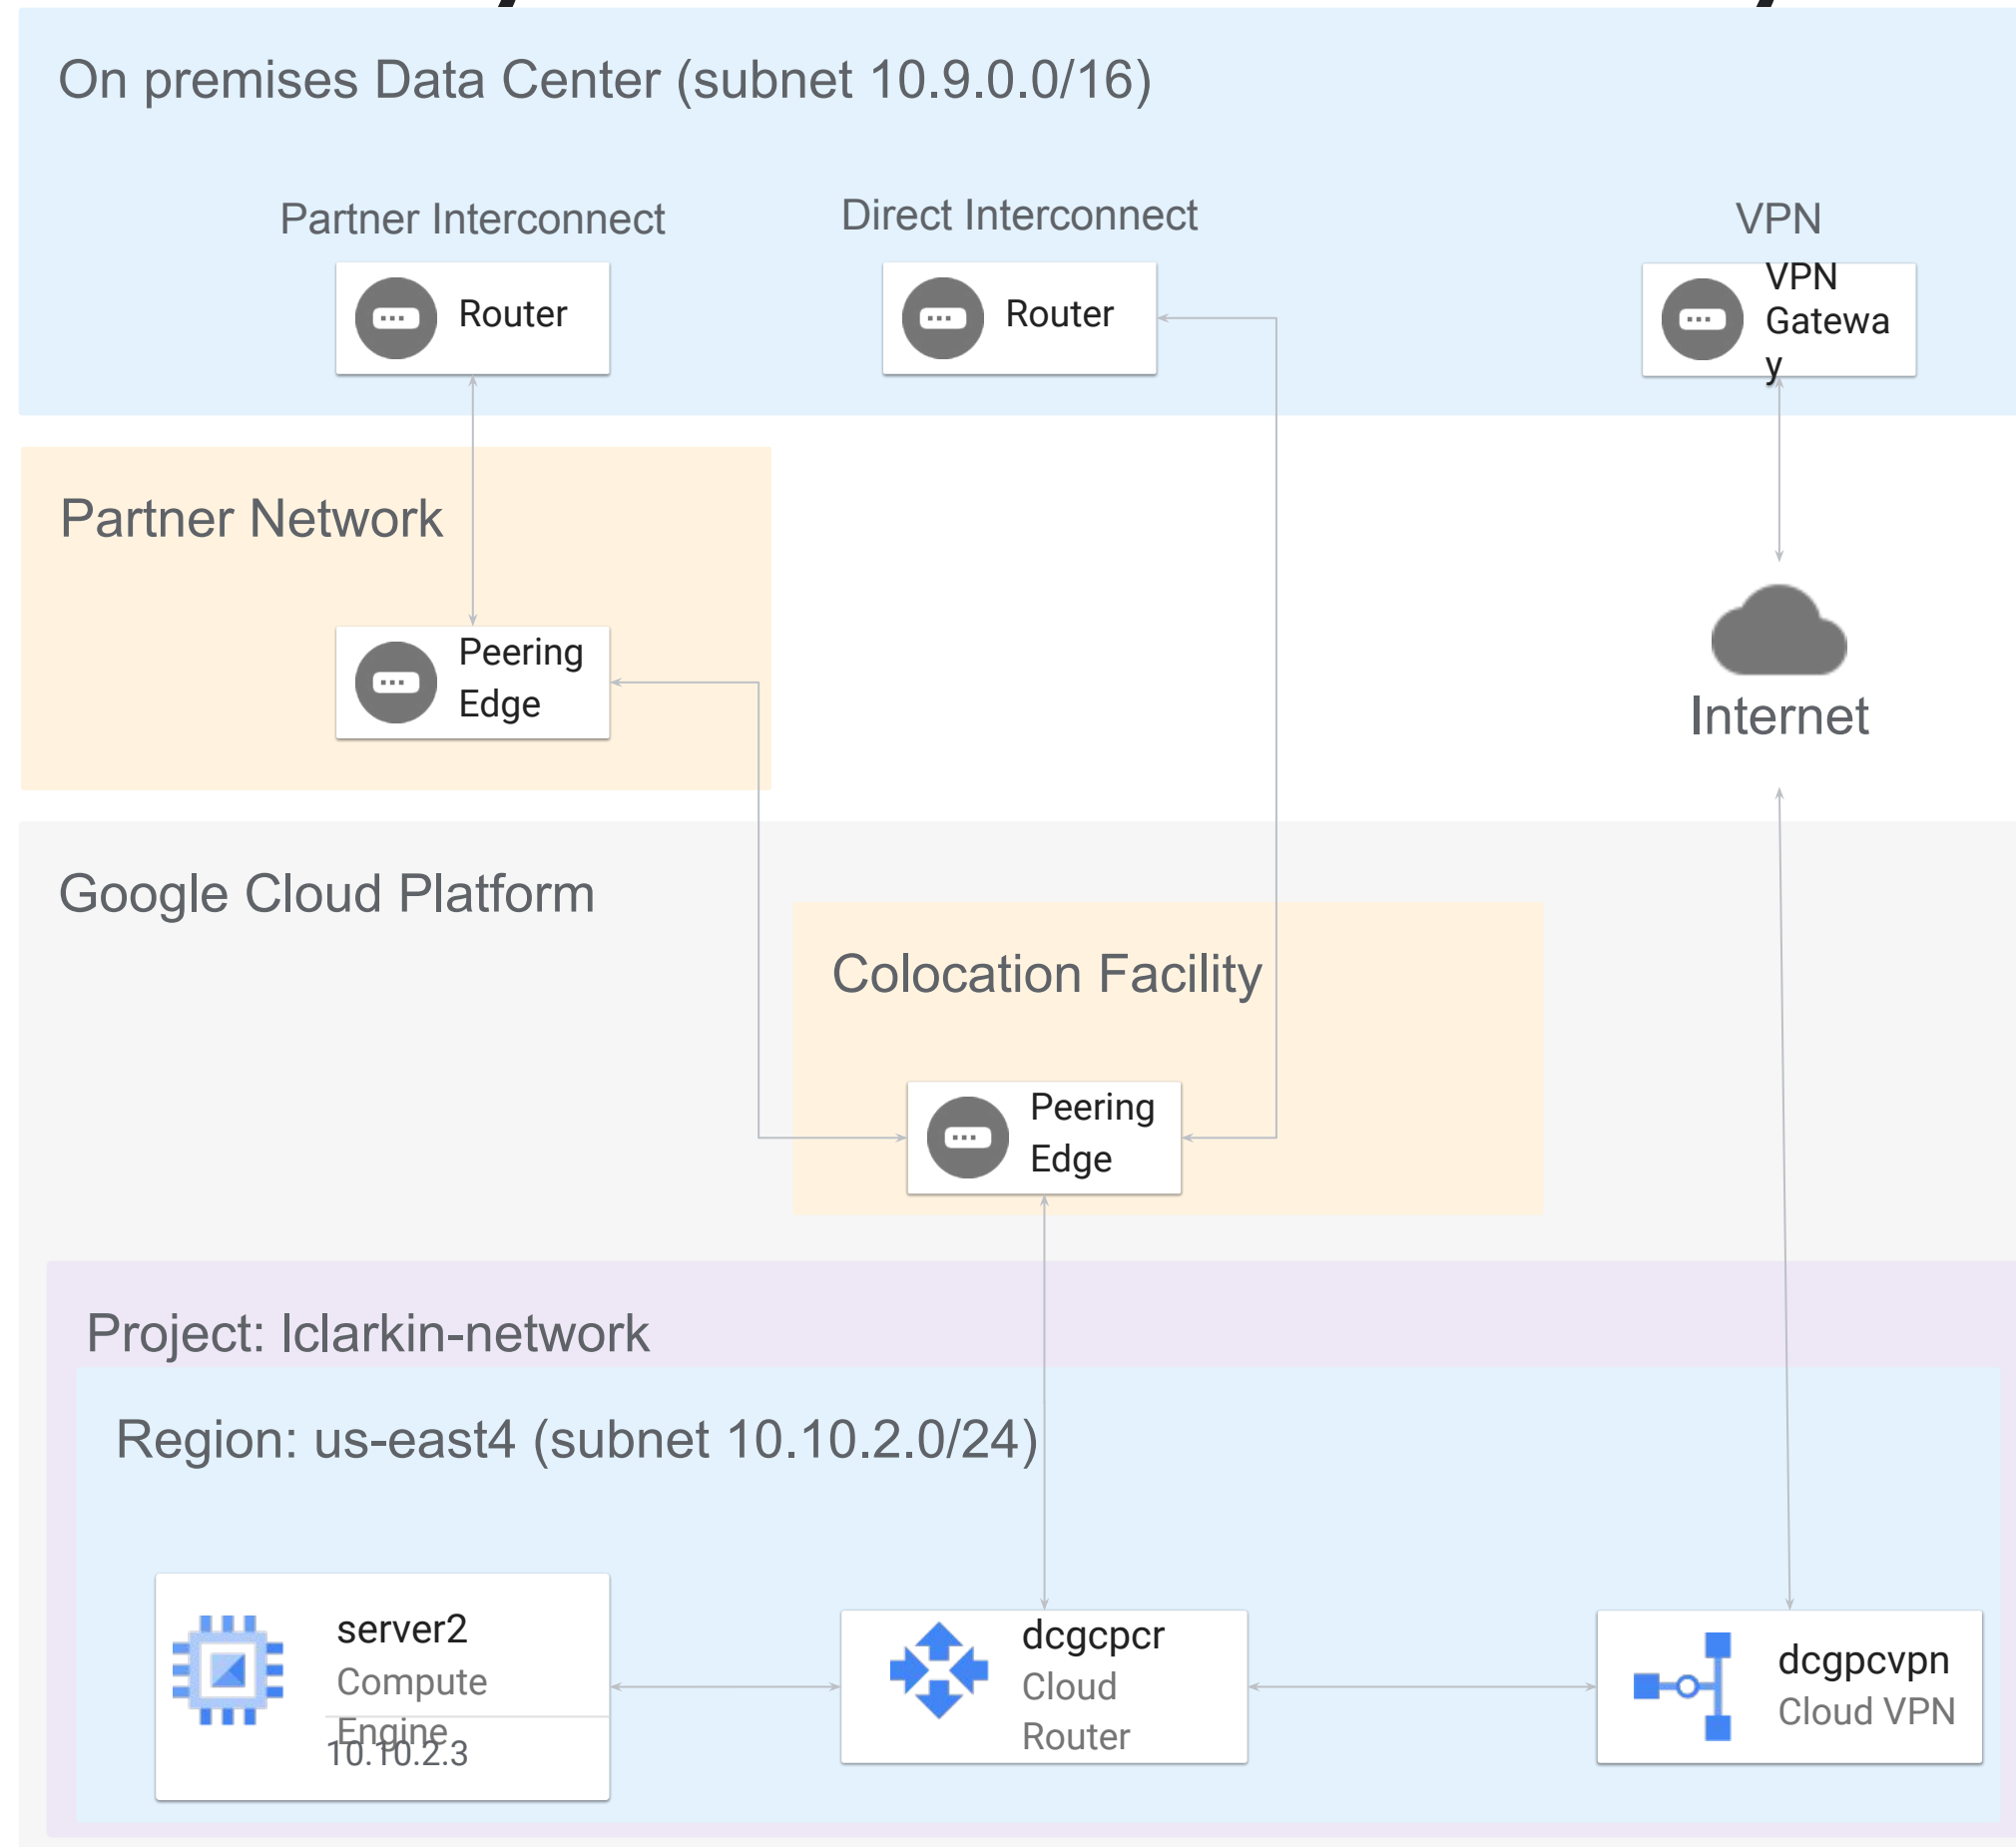 On premises Data Center (subnet 10.9.0.0/16)
Partner Interconnect
Direct Interconnect
VPN
Router
Router
VPN
Gatewa
y
Partner Network
Peering
Edge
Internet
Google Cloud Platform
Colocation Facility
Peering
Edge
Project: lclarkin-network
Region: us-east4 (subnet 10.10.2.0/24)
server2
Compute
Engine
10.10.2.3
dcgcpcr
Cloud
Router
dcgpcvpn
Cloud VPN